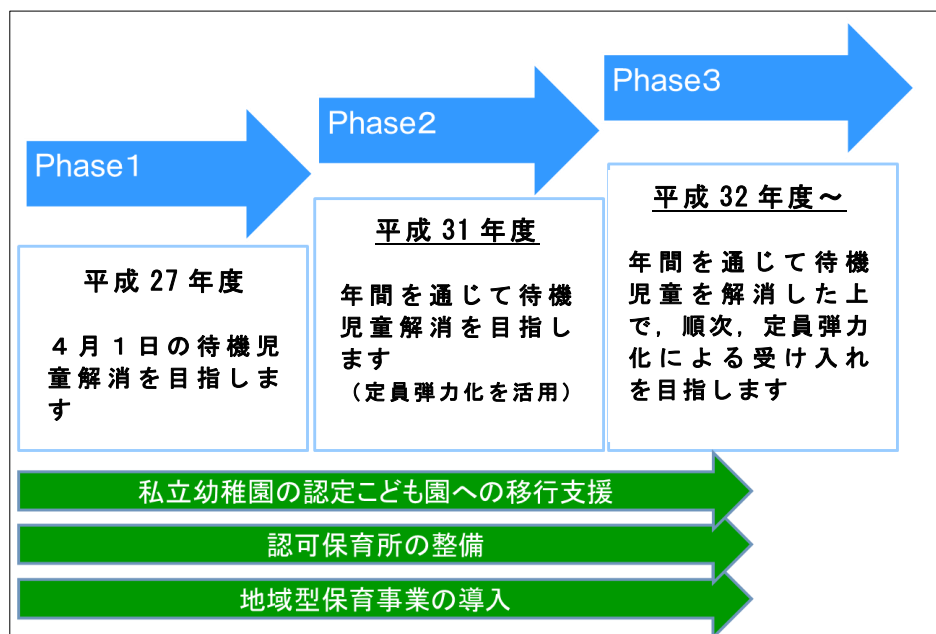 Phase1
平成 27 年度
４月１日の待機児
童解消を目指しま
す
Phase2
平成 31 年度
年間を通じて待機
児童解消を目指し
ます
（定員弾力化を活用）
Phase3
平成 32 年度～
年間を通じて待機
児童を解消した上
で，順次，定員弾力
化による受け入れ
を目指します
私立幼稚園の認定こども園への移行支援
認可保育所の整備
地域型保育事業の導入